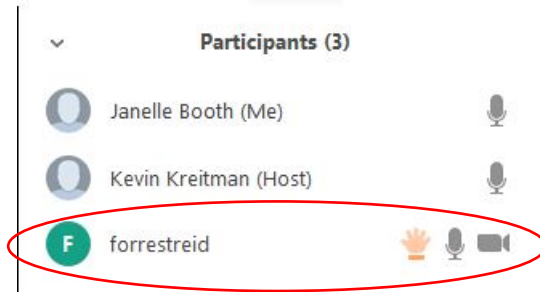 Participants (3)
Janelle Booth (Me)
Kevin Kreitman (Host)
F forrestreid